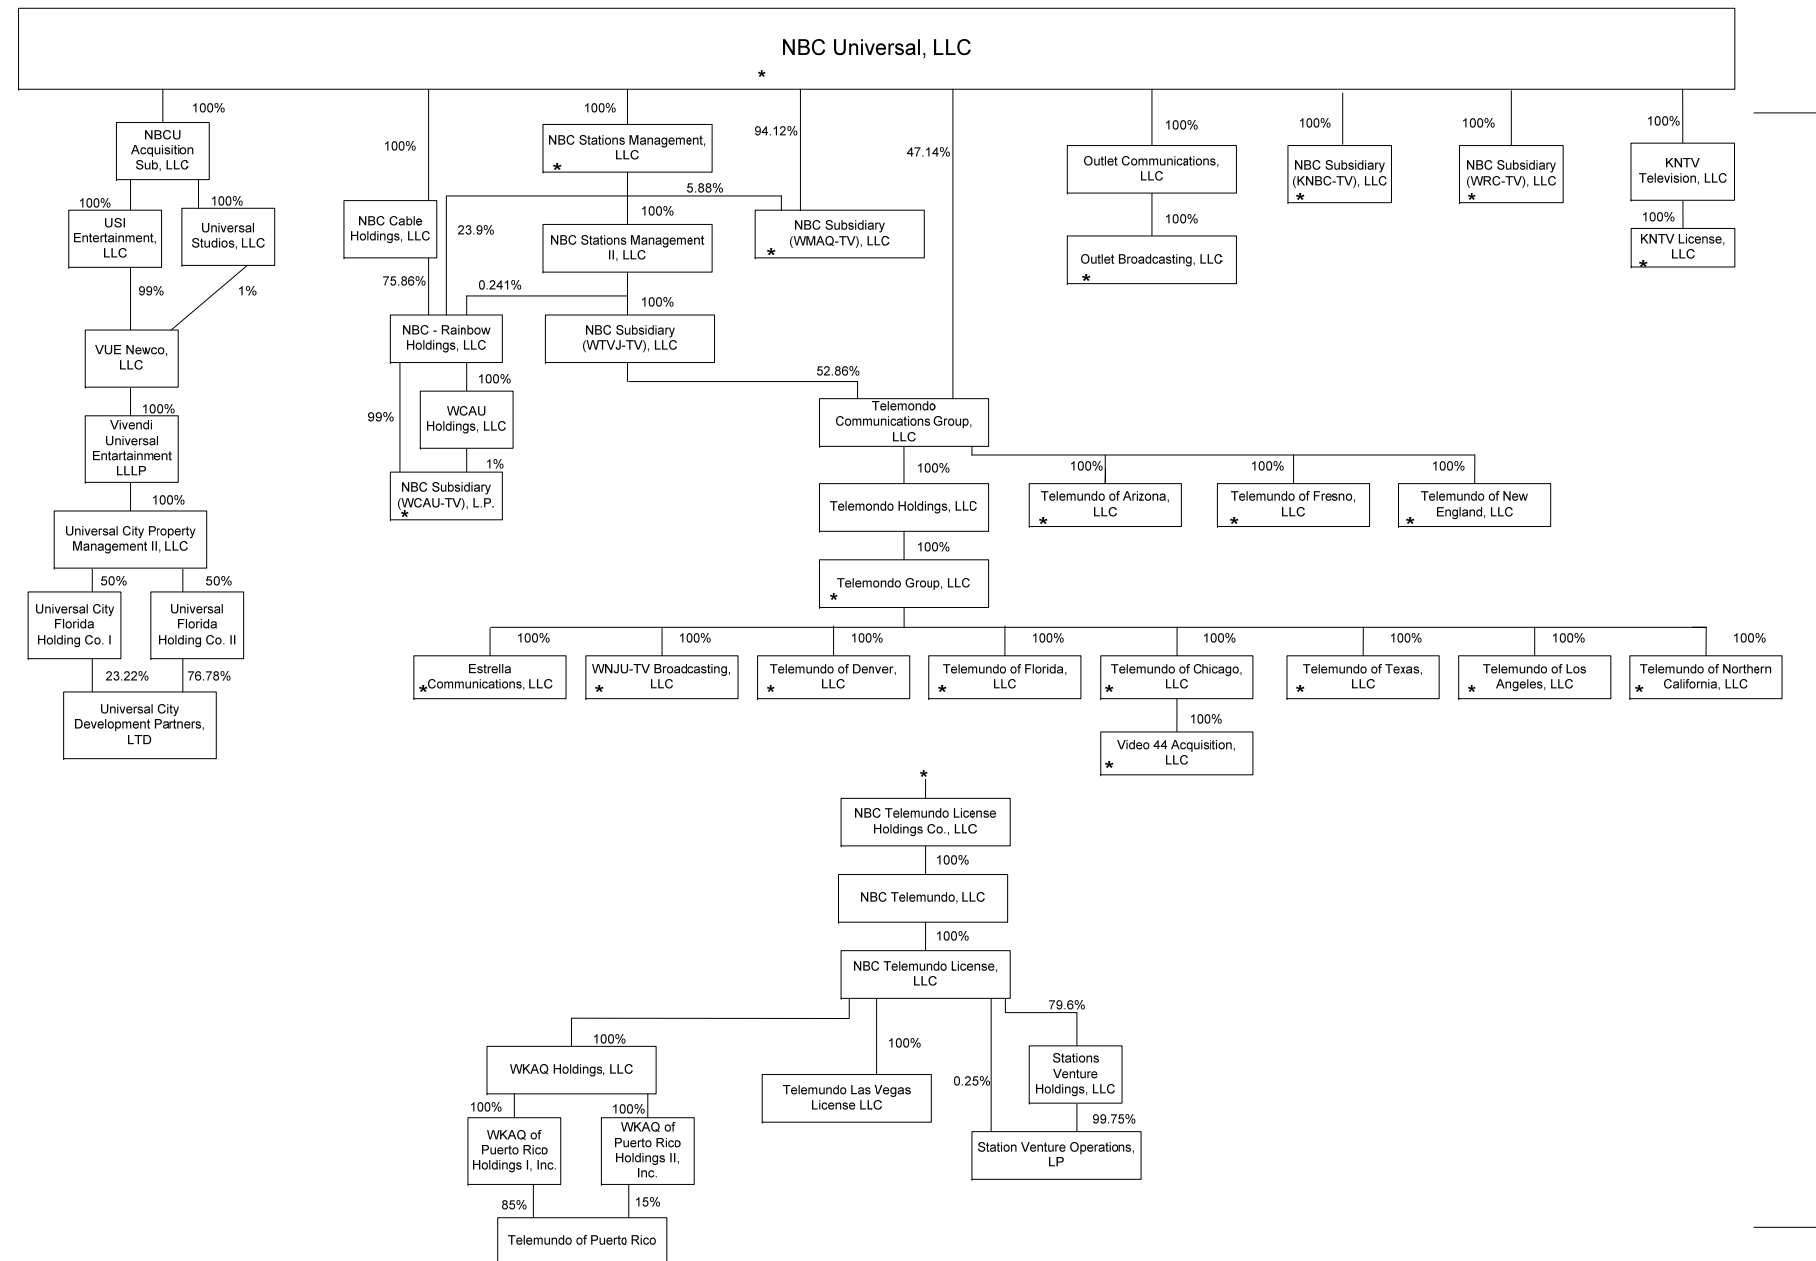 NBC Universal, LLC
*
100%
NBCU
Acquisition
Sub, LLC
100%
USI
Entertainment,
LLC
100%
Universal
Studios, LLC
99%
1%
VUE Newco,
LLC
100%
Vivendi
Universal
Entartainment
LLLP
100%
Universal City Property
Management II, LLC
50%
50%
Universal City
Florida
Holding Co. I
Universal
Florida
Holding Co. II
23.22%
76.78%
Universal City
Development Partners,
LTD
100%
NBC Cable
Holdings, LLC
75.86%
23.9%
0.241%
NBC - Rainbow
Holdings, LLC
99%
100%
WCAU
Holdings, LLC
1%
NBC Subsidiary
(WCAU-TV), L.P.
*
100%
NBC Stations Management,
LLC
*
5.88%
100%
NBC Stations Management
II, LLC
100%
NBC Subsidiary
(WTVJ-TV), LLC
52.86%
94.12%
NBC Subsidiary
(WMAQ-TV), LLC
*
47.14%
Telemondo
Communications Group,
LLC
100%
Outlet Communications,
LLC
100%
Outlet Broadcasting, LLC
*
100%
NBC Subsidiary
(KNBC-TV), LLC
*
100%
NBC Subsidiary
(WRC-TV), LLC
*
100%
KNTV
Television, LLC
100%
KNTV License,
LLC
*
100%
Telemondo Holdings, LLC
100%
Telemundo of Arizona,
LLC
*
100%
Telemundo of Fresno,
LLC
*
100%
Telemundo of New
England, LLC
*
100%
Telemondo Group, LLC
*
100%
Estrella
Communications, LLC
*
100%
WNJU-TV Broadcasting,
LLC
*
100%
Telemundo of Denver,
LLC
*
100%
Telemundo of Florida,
LLC
*
100%
Telemundo of Chicago,
LLC
*
100%
Telemundo of Texas,
LLC
*
100%
Telemundo of Los
Angeles, LLC
*
100%
Telemundo of Northern
California, LLC
*
100%
Video 44 Acquisition,
LLC
*
*
NBC Telemundo License
Holdings Co., LLC
100%
NBC Telemundo, LLC
100%
NBC Telemundo License,
LLC
100%
WKAQ Holdings, LLC
100%
WKAQ of
Puerto Rico
Holdings I, Inc.
100%
WKAQ of
Puerto Rico
Holdings II,
Inc.
85%
15%
Telemundo of Puerto Rico
100%
Telemundo Las Vegas
License LLC
0.25%
79.6%
Stations
Venture
Holdings, LLC
99.75%
Station Venture Operations,
LP